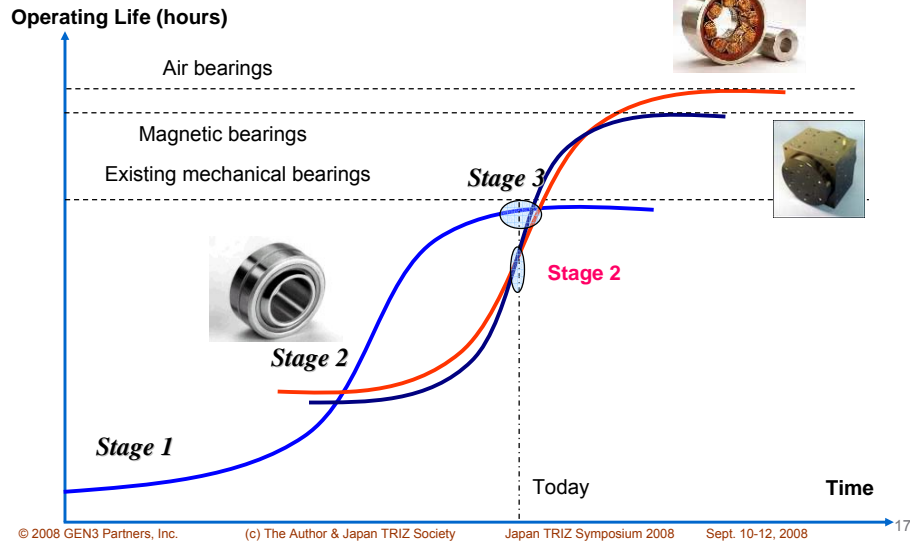 Operating Life (hours)
Air bearings
Magnetic bearings
Existing mechanical bearings
Stage 3
Stage 2
Stage 2
Stage 1
Today
Time
© 2008 GEN3 Partners, Inc. (c) The Author & Japan TRIZ Society Japan TRIZ Symposium 2008 Sept. 10-12, 2008 17